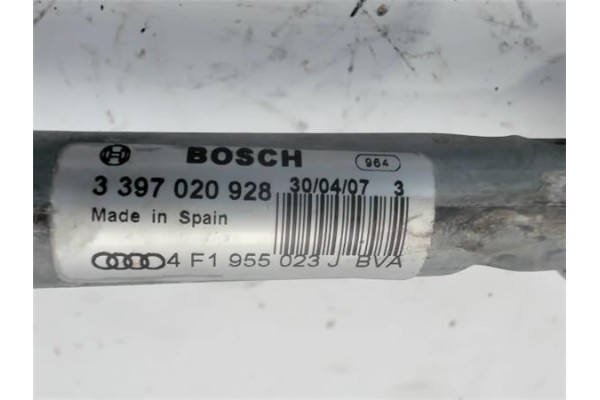 BOSCH 964
3 397 020 928 30/04/07 3
Made in Spain
4 F1 955 023 J BVA